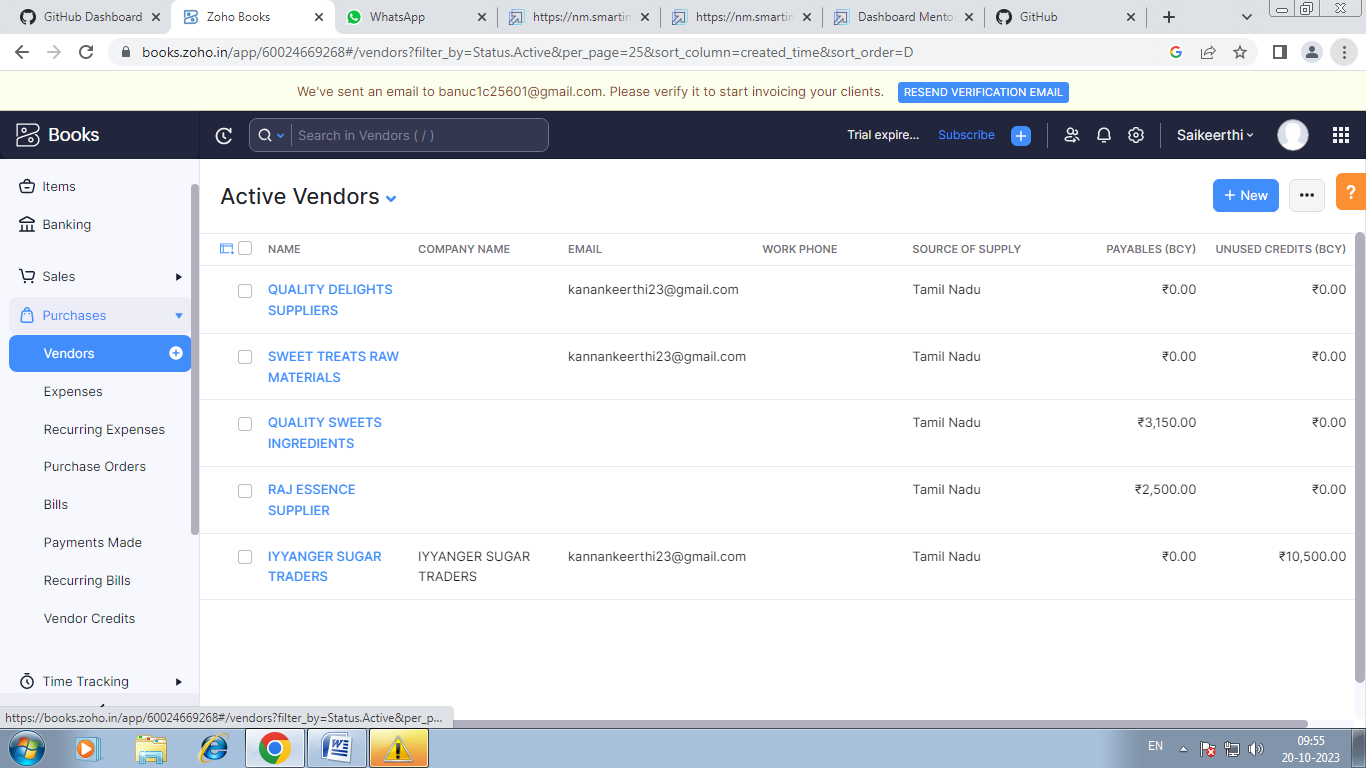 GitHub Dashboard
Zoho Books
WhatsApp
https://nm.smartin
https://nm.smartin
Dashboard Mento
GitHub
books.zoho.in/app/60024669268#/vendors?filter_by=Status.Active&per_page=25&sort_column=created_time&sort_order=D
We've sent an email to banuc1c25601@gmail.com. Please verify it to start invoicing your clients.
RESEND VERIFICATION EMAIL
Books
Search in Vendors ( / )
Trial expire...
Subscribe
Saikeerthi
Items
Banking
Sales
Purchases
Vendors
Expenses
Recurring Expenses
Purchase Orders
Bills
Payments Made
Recurring Bills
Vendor Credits
Time Tracking
Active Vendors
+ New
?
NAME COMPANY NAME EMAIL WORK PHONE SOURCE OF SUPPLY PAYABLES (BCY) UNUSED CREDITS (BCY)
QUALITY DELIGHTS kanankeerthi23@gmail.com Tamil Nadu ₹0.00 ₹0.00
SUPPLIERS
SWEET TREATS RAW kannankeerthi23@gmail.com Tamil Nadu ₹0.00 ₹0.00
MATERIALS
QUALITY SWEETS Tamil Nadu ₹3,150.00 ₹0.00
INGREDIENTS
RAJ ESSENCE Tamil Nadu ₹2,500.00 ₹0.00
SUPPLIER
IYYANGER SUGAR IYYANGER SUGAR kannankeerthi23@gmail.com Tamil Nadu ₹0.00 ₹10,500.00
TRADERS TRADERS
https://books.zoho.in/app/60024669268#/vendors?filter_by=Status.Active&per_p...
EN
09:55
20-10-2023